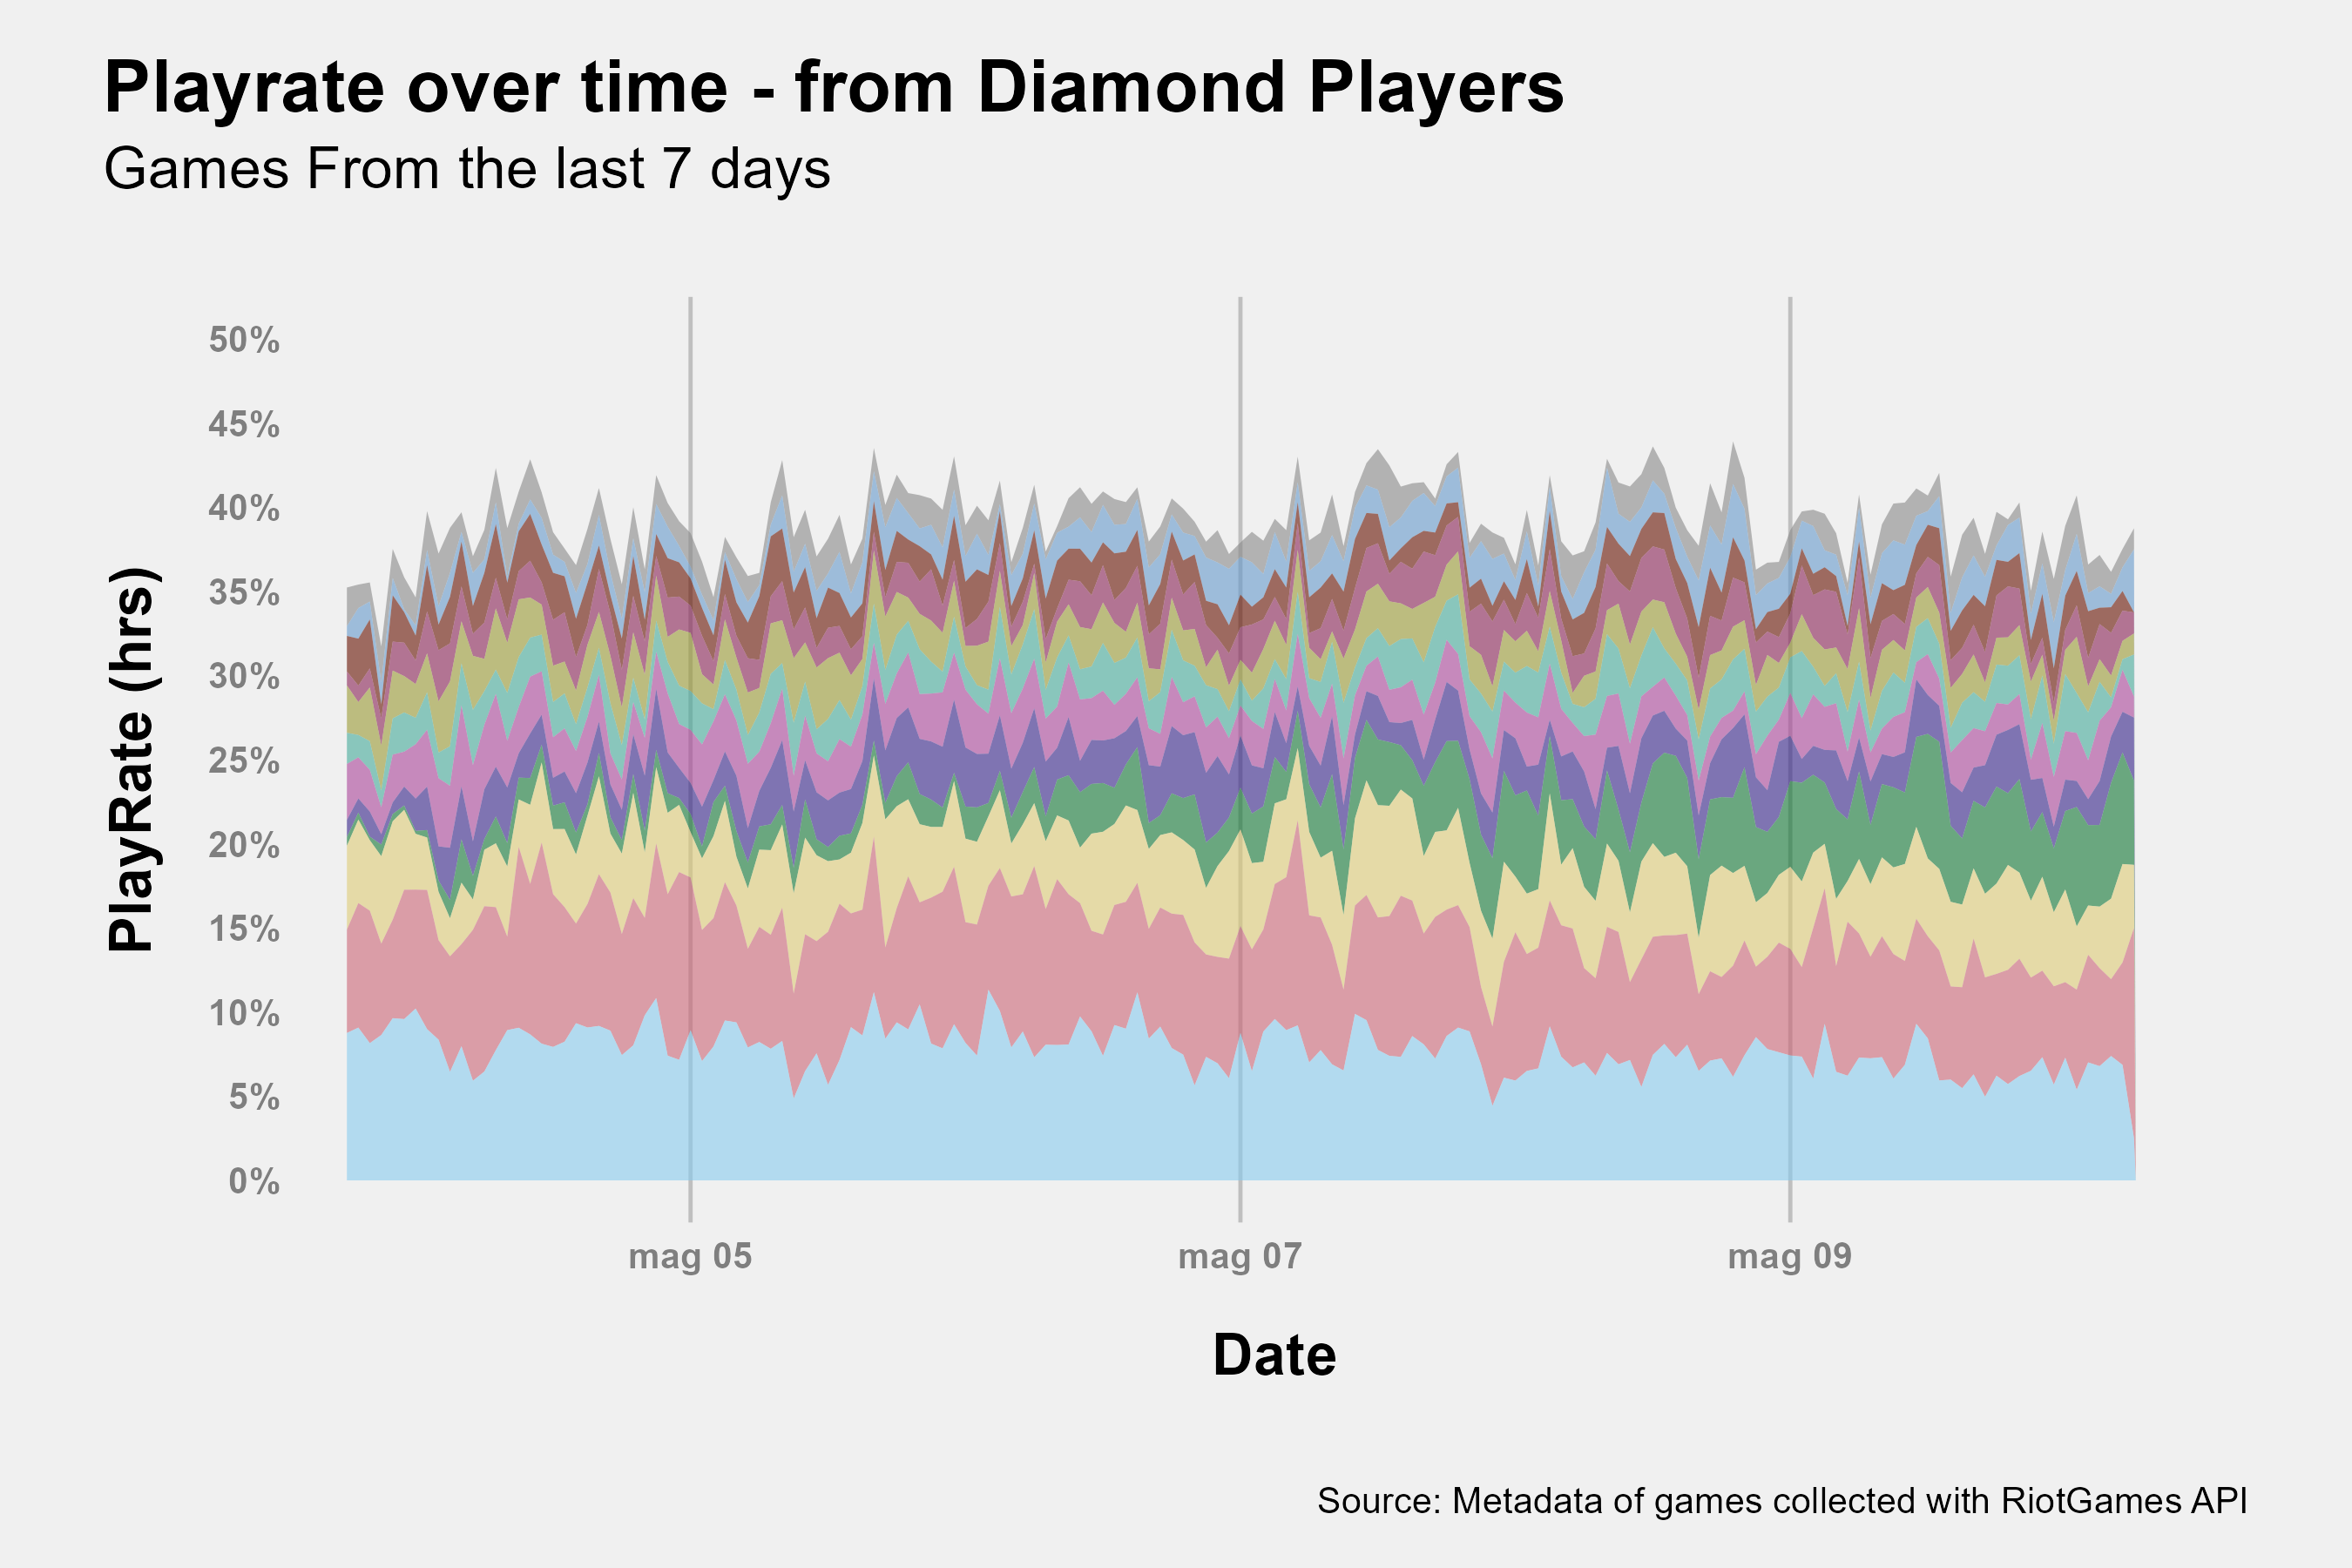 Playrate over time - from Diamond Players
Games From the last 7 days
PlayRate (hrs)
50%
45%
40%
35%
30%
25%
20%
15%
10%
5%
0%
mag 05
mag 07
mag 09
Date
Source: Metadata of games collected with RiotGames API